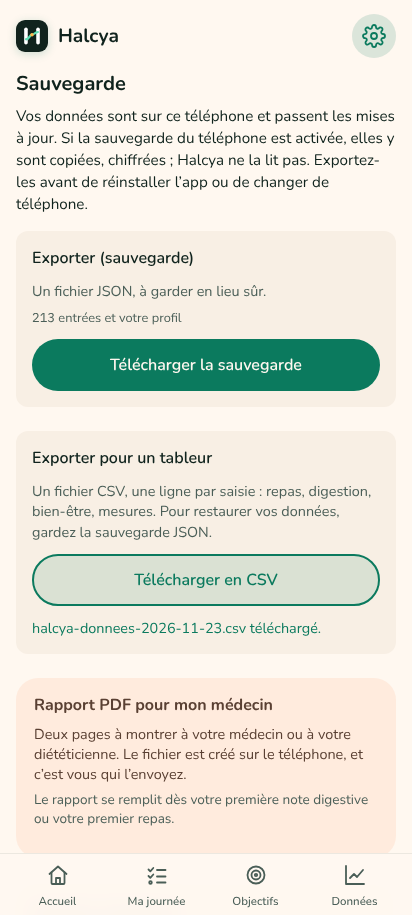 Halcya
Sauvegarde
Vos données sont sur ce téléphone et passent les mises
à jour. Si la sauvegarde du téléphone est activée, elles y
sont copiées, chiffrées ; Halcya ne la lit pas. Exportez-
les avant de réinstaller l’app ou de changer de
téléphone.
Exporter (sauvegarde)
Un fichier JSON, à garder en lieu sûr.
213 entrées et votre profil
Télécharger la sauvegarde
Exporter pour un tableur
Un fichier CSV, une ligne par saisie : repas, digestion,
bien-être, mesures. Pour restaurer vos données,
gardez la sauvegarde JSON.
Télécharger en CSV
halcya-donnees-2026-11-23.csv téléchargé.
Rapport PDF pour mon médecin
Deux pages à montrer à votre médecin ou à votre
diététicienne. Le fichier est créé sur le téléphone, et
c’est vous qui l’envoyez.
Le rapport se remplit dès votre première note digestive
ou votre premier repas.
Accueil
Ma journée
Objectifs
Données